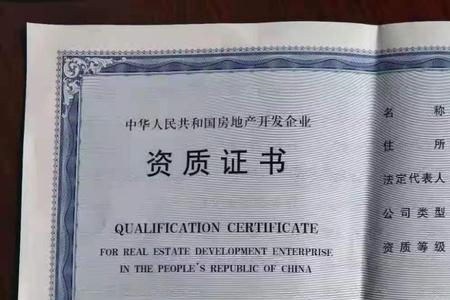 中华人民共和国房地产开发企业
资质证书
QUALIFICATION CERTIFICATE
FOR REAL ESTATE DEVELOPMENT ENTERPRISE
IN THE PEOPLE'S REPUBLIC OF CHINA
名 称
住 所
法定代表人
公司类型
资质等级